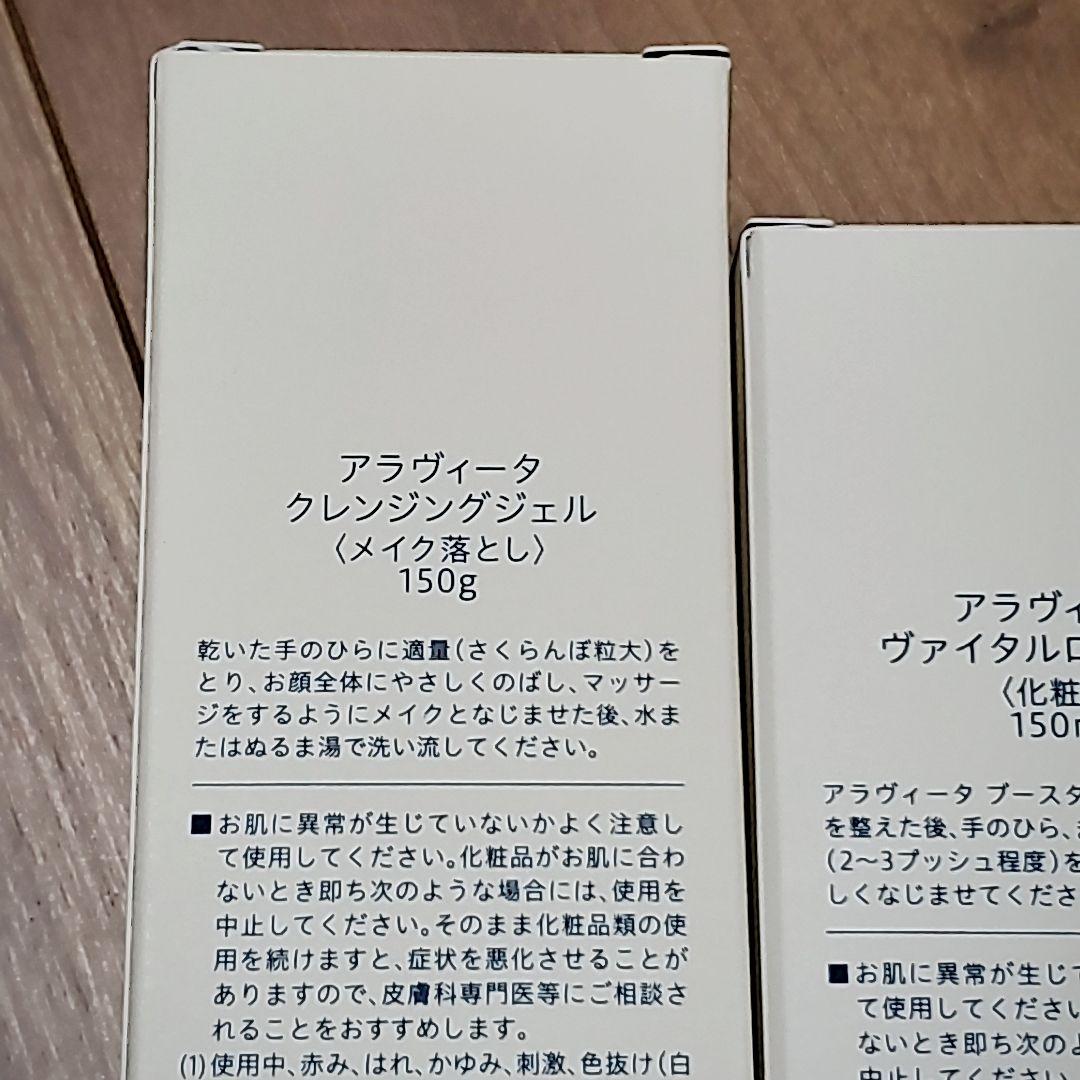 アラヴィータ
クレンジングジェル
〈メイク落とし〉
150g
乾いた手のひらに適量(さくらんぼ粒大)を
とり、お顔全体にやさしくのばし、マッサー
ジをするようにメイクとなじませた後、水ま
たはぬるま湯で洗い流してください。
■お肌に異常が生じていないかよく注意し
て使用してください。化粧品がお肌に合わ
ないとき即ち次のような場合には、使用を
中止してください。そのまま化粧品類の使
用を続けますと、症状を悪化させることが
ありますので、皮膚科専門医等にご相談さ
れることをおすすめします。
(1)使用中、赤み、はれ、かゆみ、刺激、色抜け(白
アラヴィ
ヴァイタルロ
〈化粧
150
アラヴィータ ブースタ
を整えた後、手のひら、
(2〜3プッシュ程度)を
しくなじませてくださ
■お肌に異常が生じて
て使用してください
ないとき即ち次のよ
中止してください